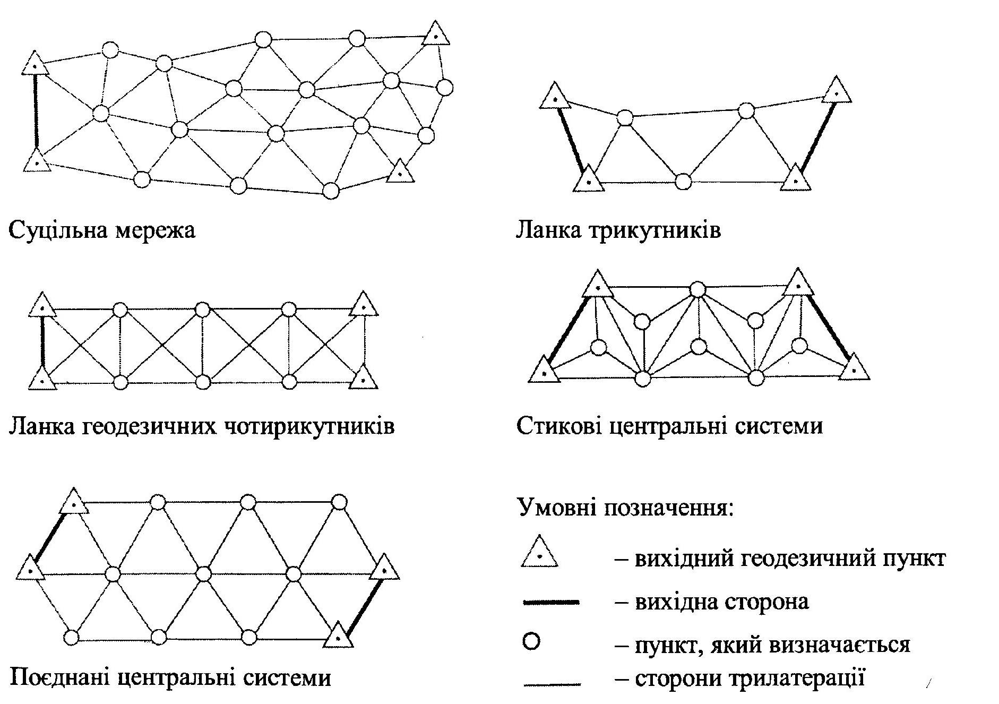 Суцільна мережа
Ланка трикутників
Ланка геодезичних чотирикутників
Стикові центральні системи
Поєднані центральні системи
Умовні позначення:
– вихідний геодезичний пункт
– вихідна сторона
– пункт, який визначається
– сторони трилатерації